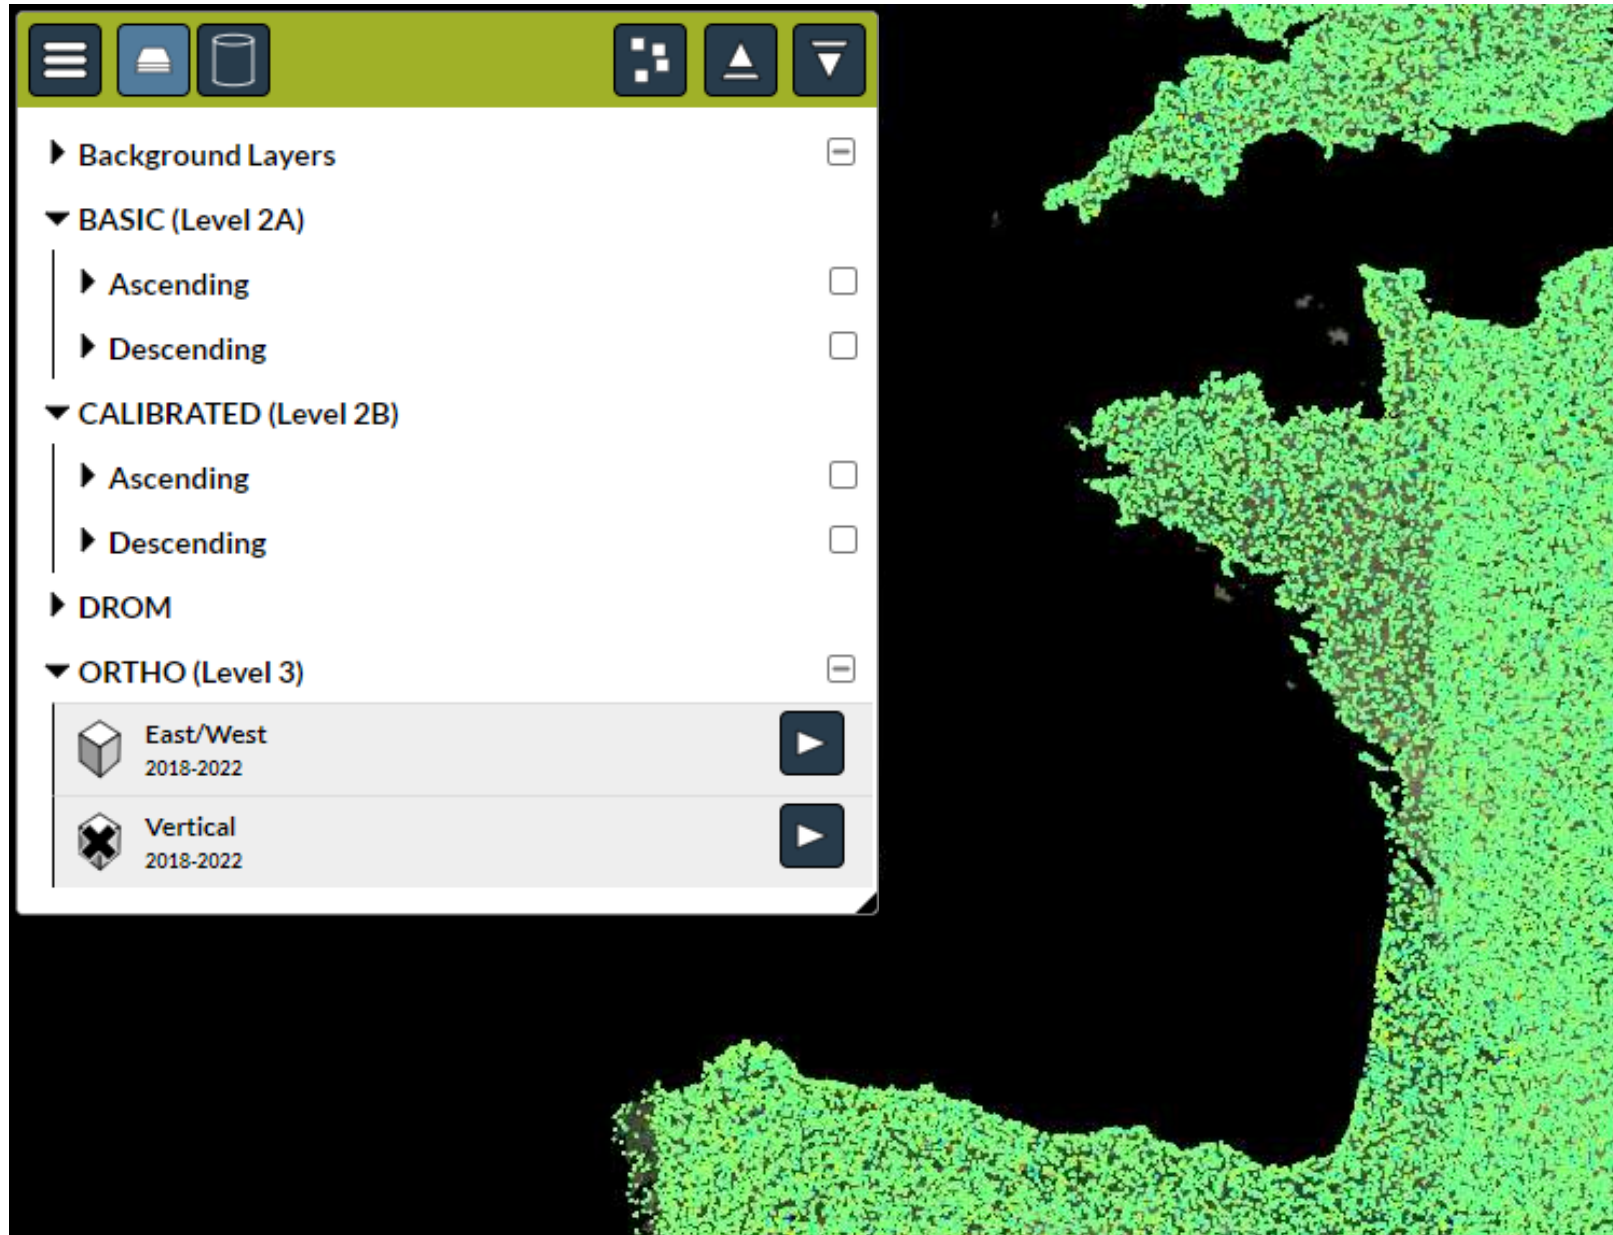 Background Layers
BASIC (Level 2A)
Ascending
Descending
CALIBRATED (Level 2B)
Ascending
Descending
DROM
ORTHO (Level 3)
East/West
2018-2022
Vertical
2018-2022